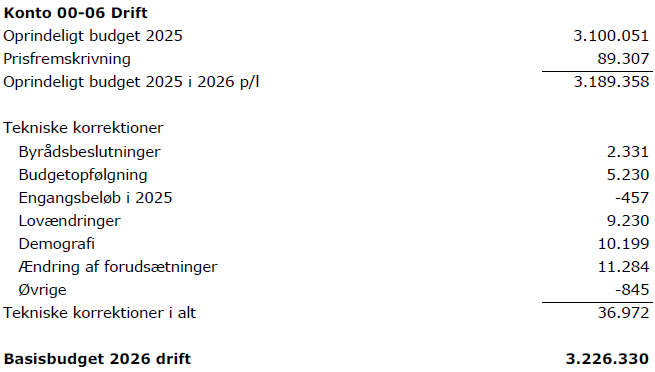 Konto 00-06 Drift
Oprindeligt budget 2025 3.100.051
Prisfremskrivning 89.307
Oprindeligt budget 2025 i 2026 p/l 3.189.358
Tekniske korrektioner
Byrådsbeslutninger 2.331
Budgetopfølgning 5.230
Engangsbeløb i 2025 -457
Lovændringer 9.230
Demografi 10.199
Ændring af forudsætninger 11.284
Øvrige -845
Tekniske korrektioner i alt 36.972
Basisbudget 2026 drift 3.226.330